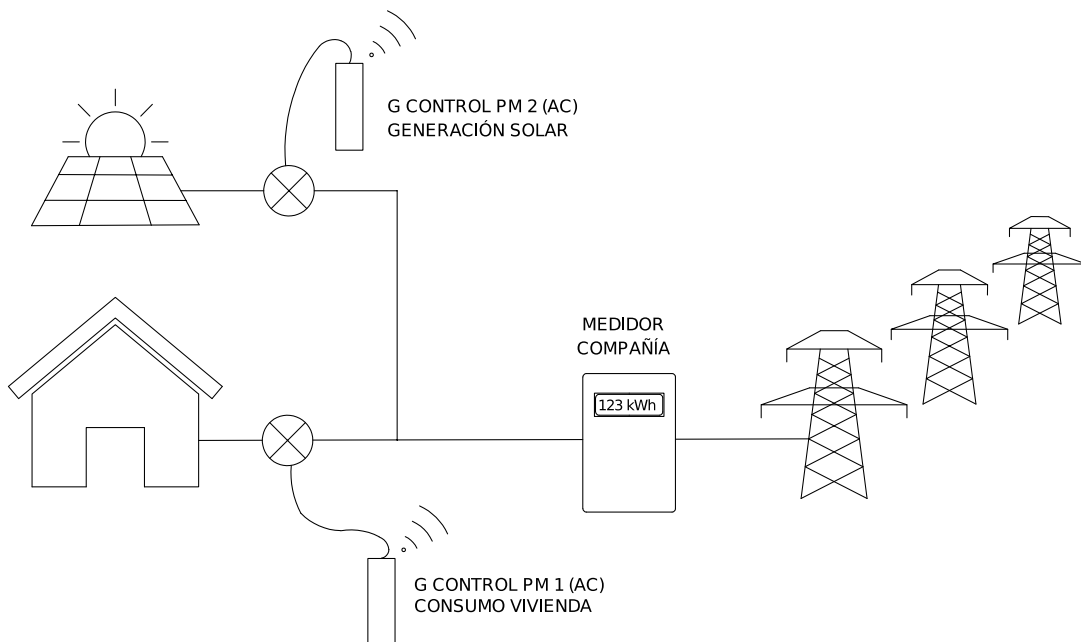 G CONTROL PM 2 (AC)
GENERACIÓN SOLAR
MEDIDOR
COMPAÑÍA
123 kWh
G CONTROL PM 1 (AC)
CONSUMO VIVIENDA